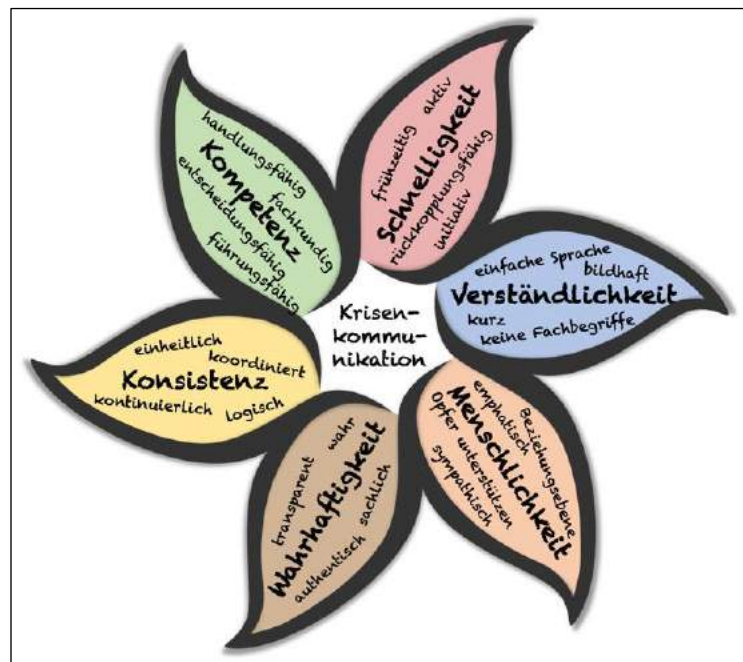 Krisen-
kommu-
nikation
frühzeitig
aktiv
Schnelligkeit
rückkopplungsfähig
initiativ
einfache Sprache
bildhaft
Verständlichkeit
kurz
keine Fachbegriffe
Beziehungsebene
emphatisch
Menschlichkeit
Opfer unterstützen
sympathisch
transparent
wahr
Wahrhaftigkeit
authentisch
sachlich
einheitlich
koordiniert
Konsistenz
kontinuierlich
logisch
handlungsfähig
Kompetenz
fachkundig
entscheidungsfähig
führungsfähig